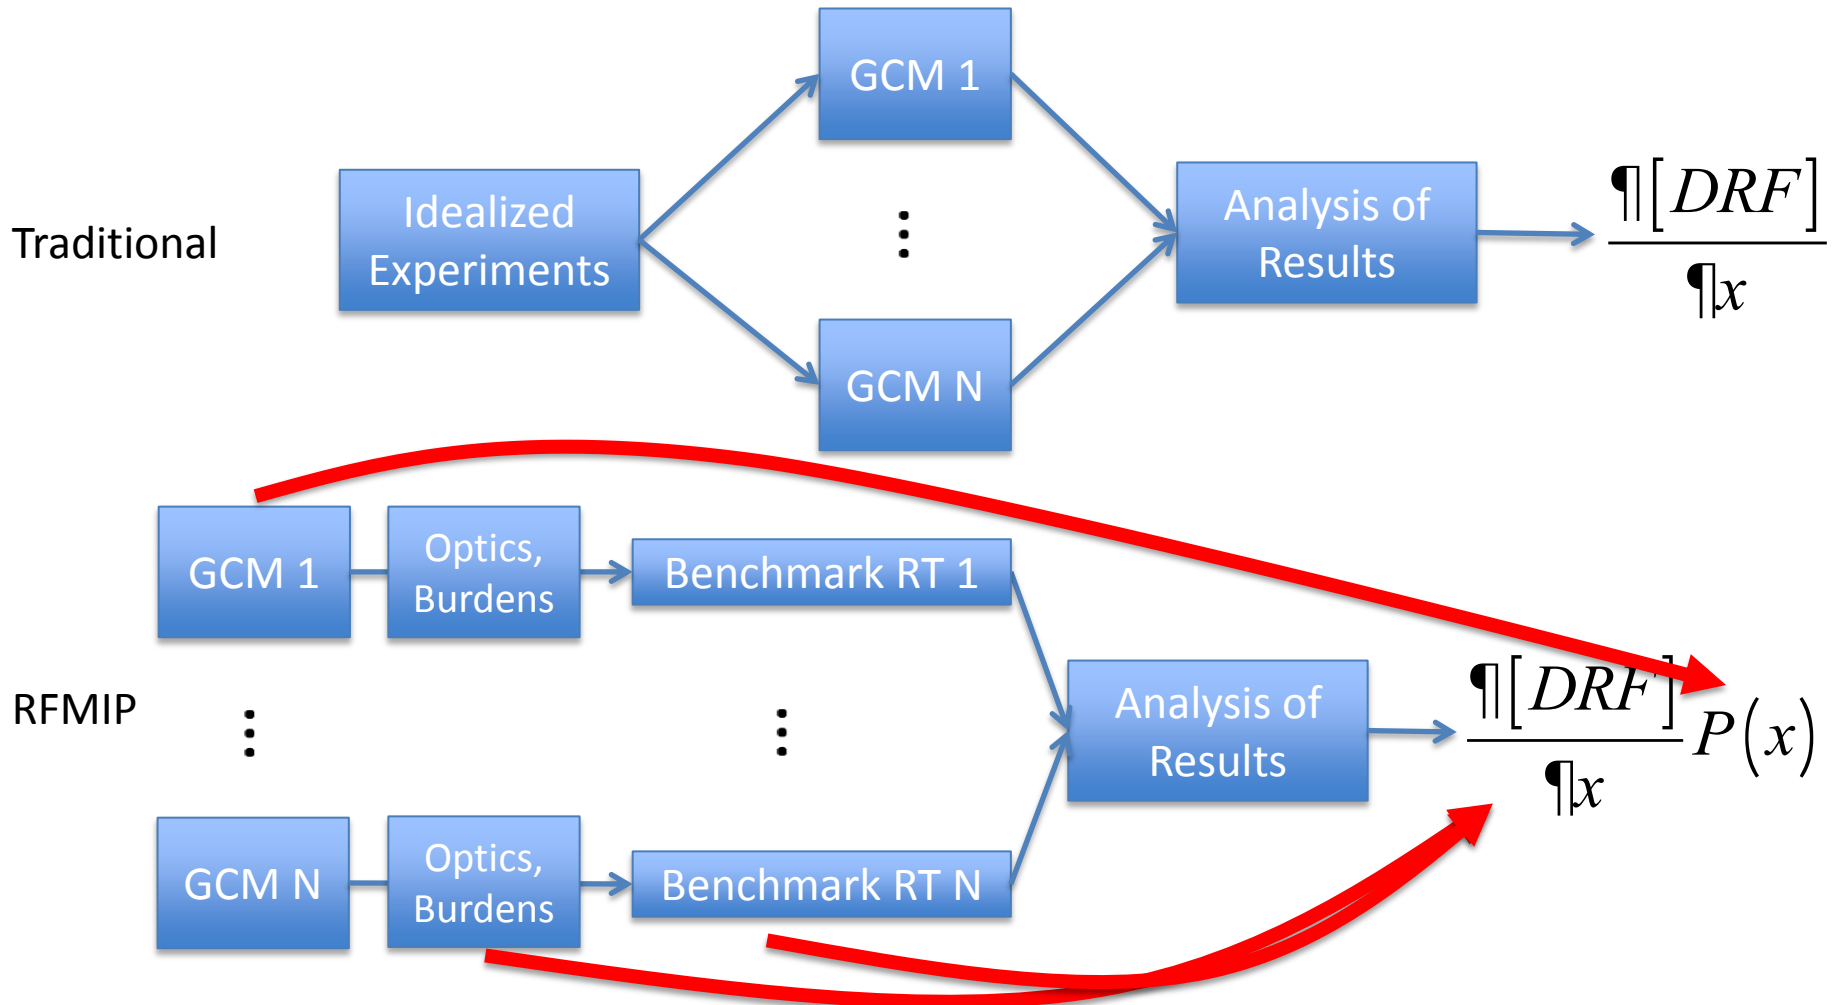 GCM 1
Idealized
Experiments
Analysis of
Results
¶[DRF]
¶x
Traditional
GCM N
GCM 1
Optics,
Burdens
Benchmark RT 1
RFMIP
Analysis of
Results
¶[DRF]
¶x
P(x)
GCM N
Optics,
Burdens
Benchmark RT N